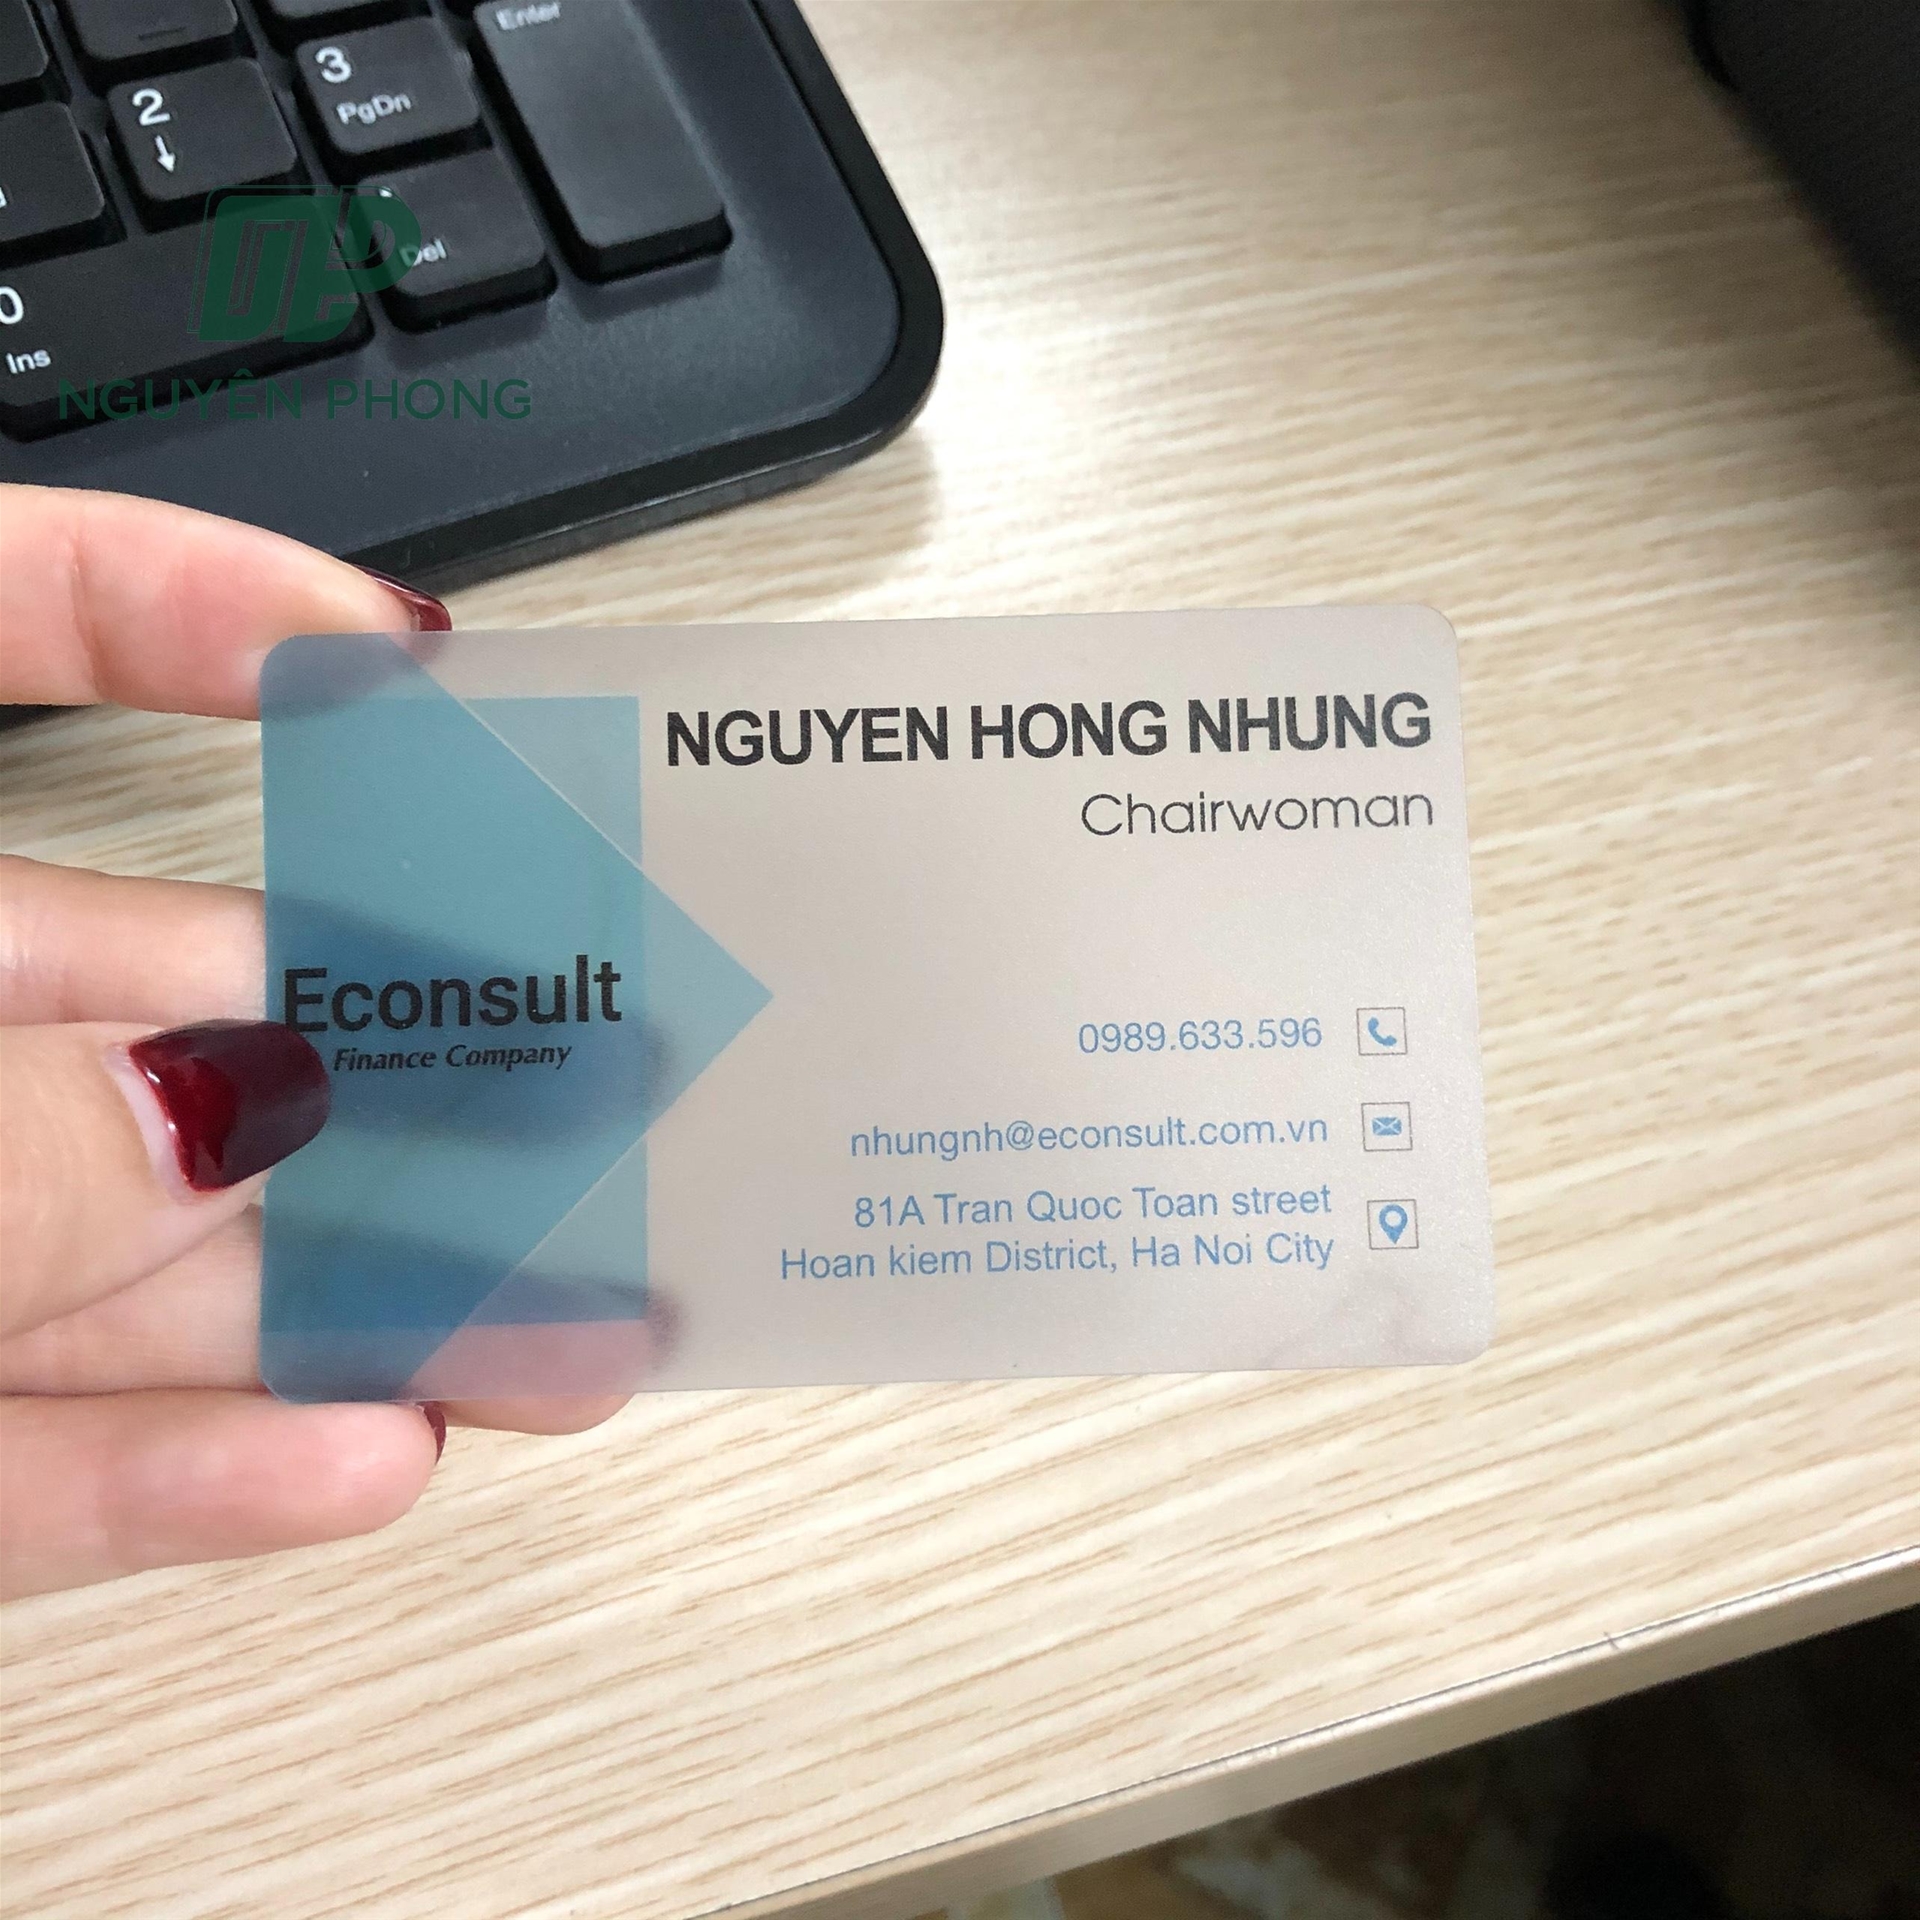 Enter
3
PgDn
2
↓
Del
0
Ins
NGUYÊN PHONG
NGUYEN HONG NHUNG
Chairwoman
Econsult
Finance Company
0989.633.596
nhungnh@econsult.com.vn
81A Tran Quoc Toan street
Hoan kiem District, Ha Noi City